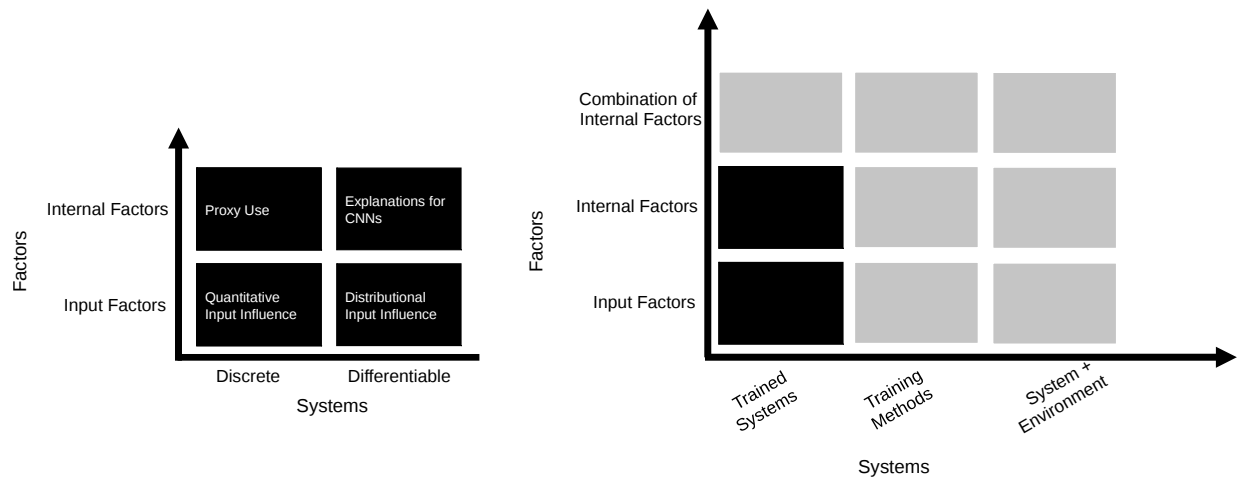 Factors
Internal Factors
Input Factors
Proxy Use
Explanations for
CNNs
Quantitative
Input Influence
Distributional
Input Influence
Discrete
Differentiable
Systems
Factors
Combination of
Internal Factors
Internal Factors
Input Factors
Trained
Systems
Training
Methods
System +
Environment
Systems